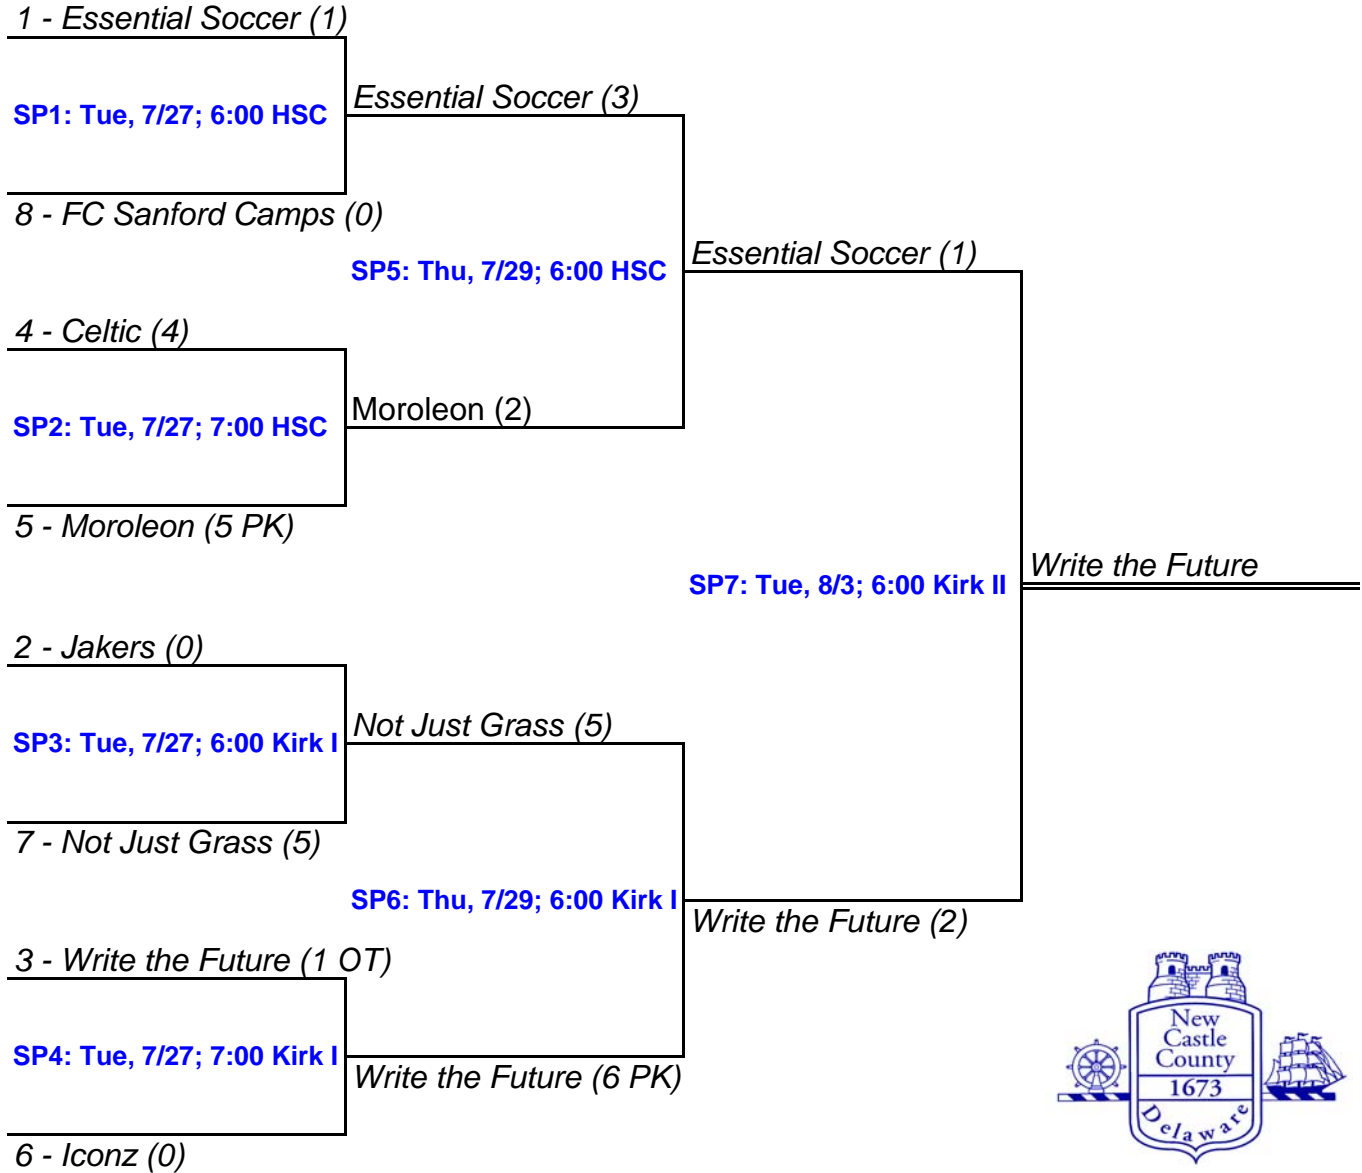 1 - Essential Soccer (1)
SP1: Tue, 7/27; 6:00 HSC
Essential Soccer (3)
8 - FC Sanford Camps (0)
SP5: Thu, 7/29; 6:00 HSC
Essential Soccer (1)
4 - Celtic (4)
SP2: Tue, 7/27; 7:00 HSC
Moroleon (2)
5 - Moroleon (5 PK)
SP7: Tue, 8/3; 6:00 Kirk II
Write the Future
2 - Jakers (0)
SP3: Tue, 7/27; 6:00 Kirk I
Not Just Grass (5)
7 - Not Just Grass (5)
SP6: Thu, 7/29; 6:00 Kirk I
Write the Future (2)
3 - Write the Future (1 OT)
SP4: Tue, 7/27; 7:00 Kirk I
Write the Future (6 PK)
6 - Iconz (0)
New
Castle
County
1673
Delaware